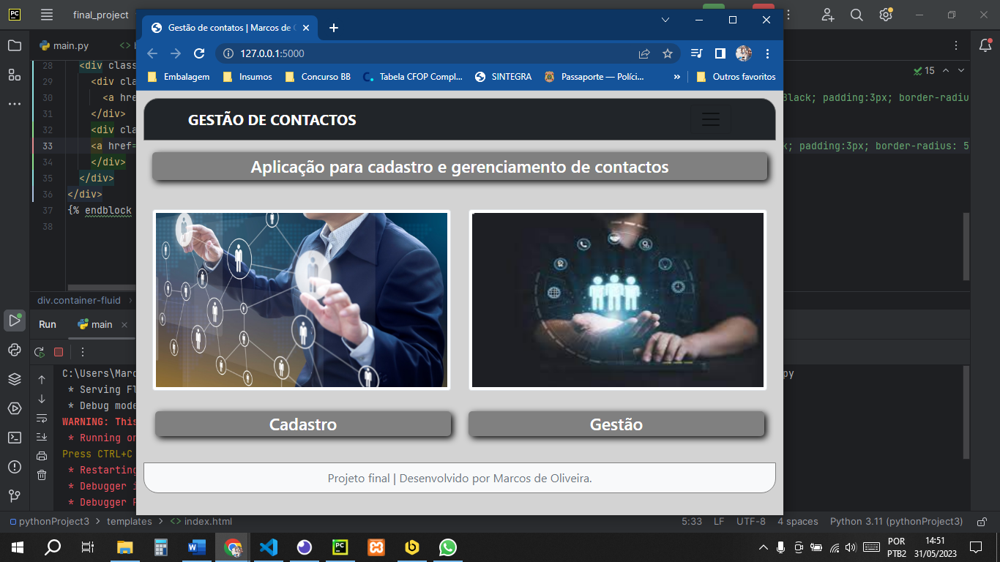 PC
final_project
Gestão de contatos | Marcos de O
main.py
127.0.0.1:5000
Embalagem
Insumos
Concurso BB
Tabela CFOP Compl...
SINTEGRA
Passaporte — Políci...
»
Outros favoritos
28 <div class
29 <div cla
30 <a hre
31 </div>
32 <div cla
33 <a href=
34 </div>
35 </div>
36 </div>
37 {% endblock
38
15
Black; padding:3px; border-radiu
k; padding:3px; border-radius: 5
GESTÃO DE CONTACTOS
Aplicação para cadastro e gerenciamento de contactos
Cadastro
Gestão
Projeto final | Desenvolvido por Marcos de Oliveira.
div.container-fluid
Run
main
C:\Users\Marc
py
* Serving Fl
* Debug mode
WARNING: This
* Running on
Press CTRL+C
* Restarting
* Debugger i
* Debugger P
pythonProject3 > templates > <> index.html
5:33 LF UTF-8 4 spaces Python 3.11 (pythonProject3)
POR
PTB2
14:51
31/05/2023